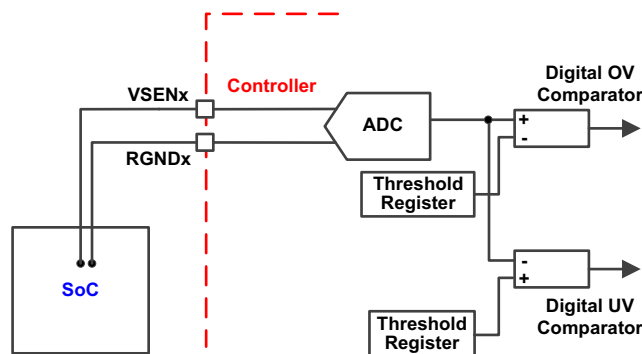 Controller
VSENx
RGNDx
ADC
Digital OV
Comparator
+
-
Threshold
Register
SoC
-
+
Threshold
Register
Digital UV
Comparator